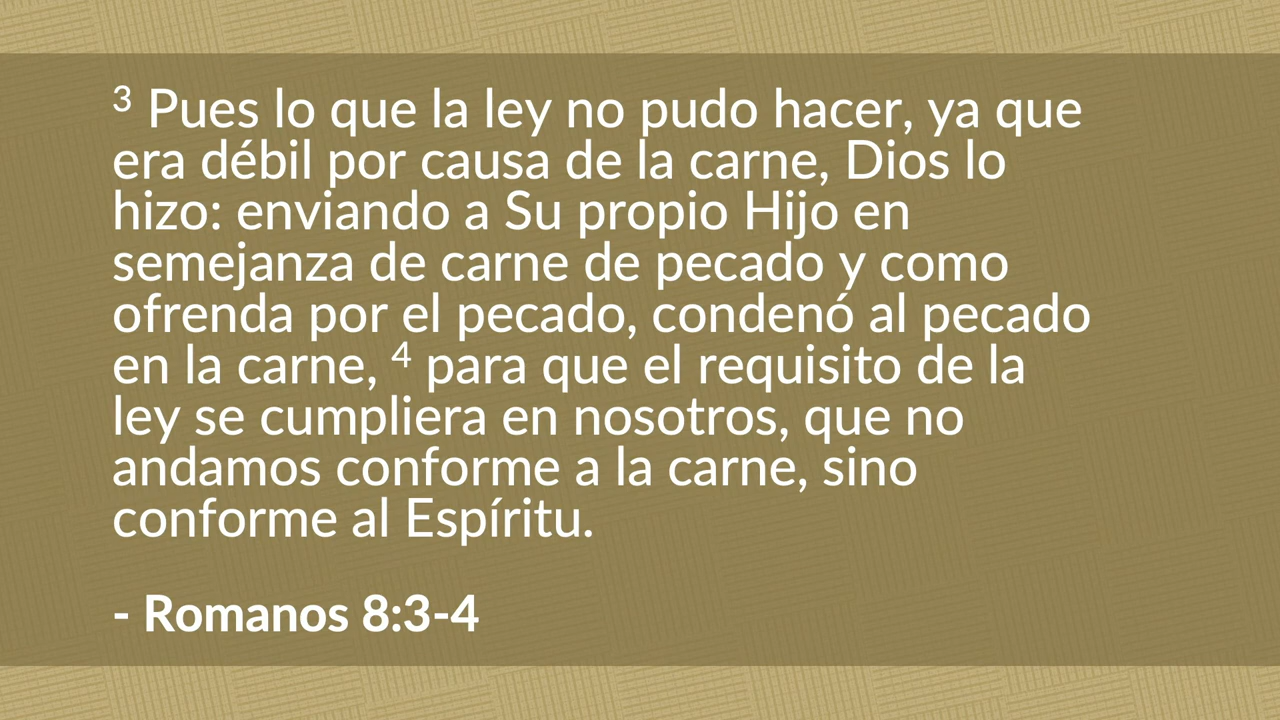 3 Pues lo que la ley no pudo hacer, ya que
era débil por causa de la carne, Dios lo
hizo: enviando a Su propio Hijo en
semejanza de carne de pecado y como
ofrenda por el pecado, condenó al pecado
en la carne, 4 para que el requisito de la
ley se cumpliera en nosotros, que no
andamos conforme a la carne, sino
conforme al Espíritu.
- Romanos 8:3-4